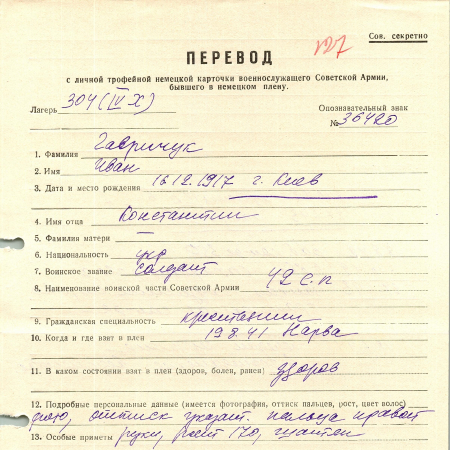 Сов. секретно
127
ПЕРЕВОД
с личной трофейной немецкой карточки военнослужащего Советской Армии,
бывшего в немецком плену.
Лагерь 304 (IV X)
Опознавательный знак
№ 36420
1. Фамилия Гавричук
2. Имя Иван
3. Дата и место рождения 16.2.1917 г. Киев
4. Имя отца Константин
5. Фамилия матери —
6. Национальность укр
7. Воинское звание солдат
8. Наименование воинской части Советской Армии 42 с.п
9. Гражданская специальность крестьянин
10. Когда и где взят в плен 19.8.41 Нарва
11. В каком состоянии взят в плен (здоров, болен, ранен) здоров
12. Подробные персональные данные (имеется фотография, оттиск пальцев, рост, цвет волос)
фото, оттиск указат. пальца правой
13. Особые приметы руки, рост 170, шатен